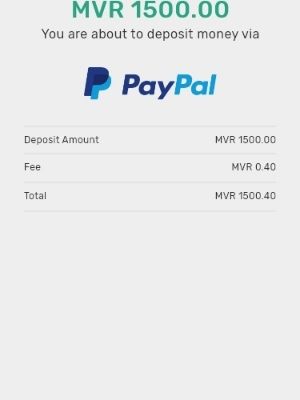 MVR 1500.00
You are about to deposit money via
PayPal
Deposit Amount MVR 1500.00
Fee MVR 0.40
Total MVR 1500.40